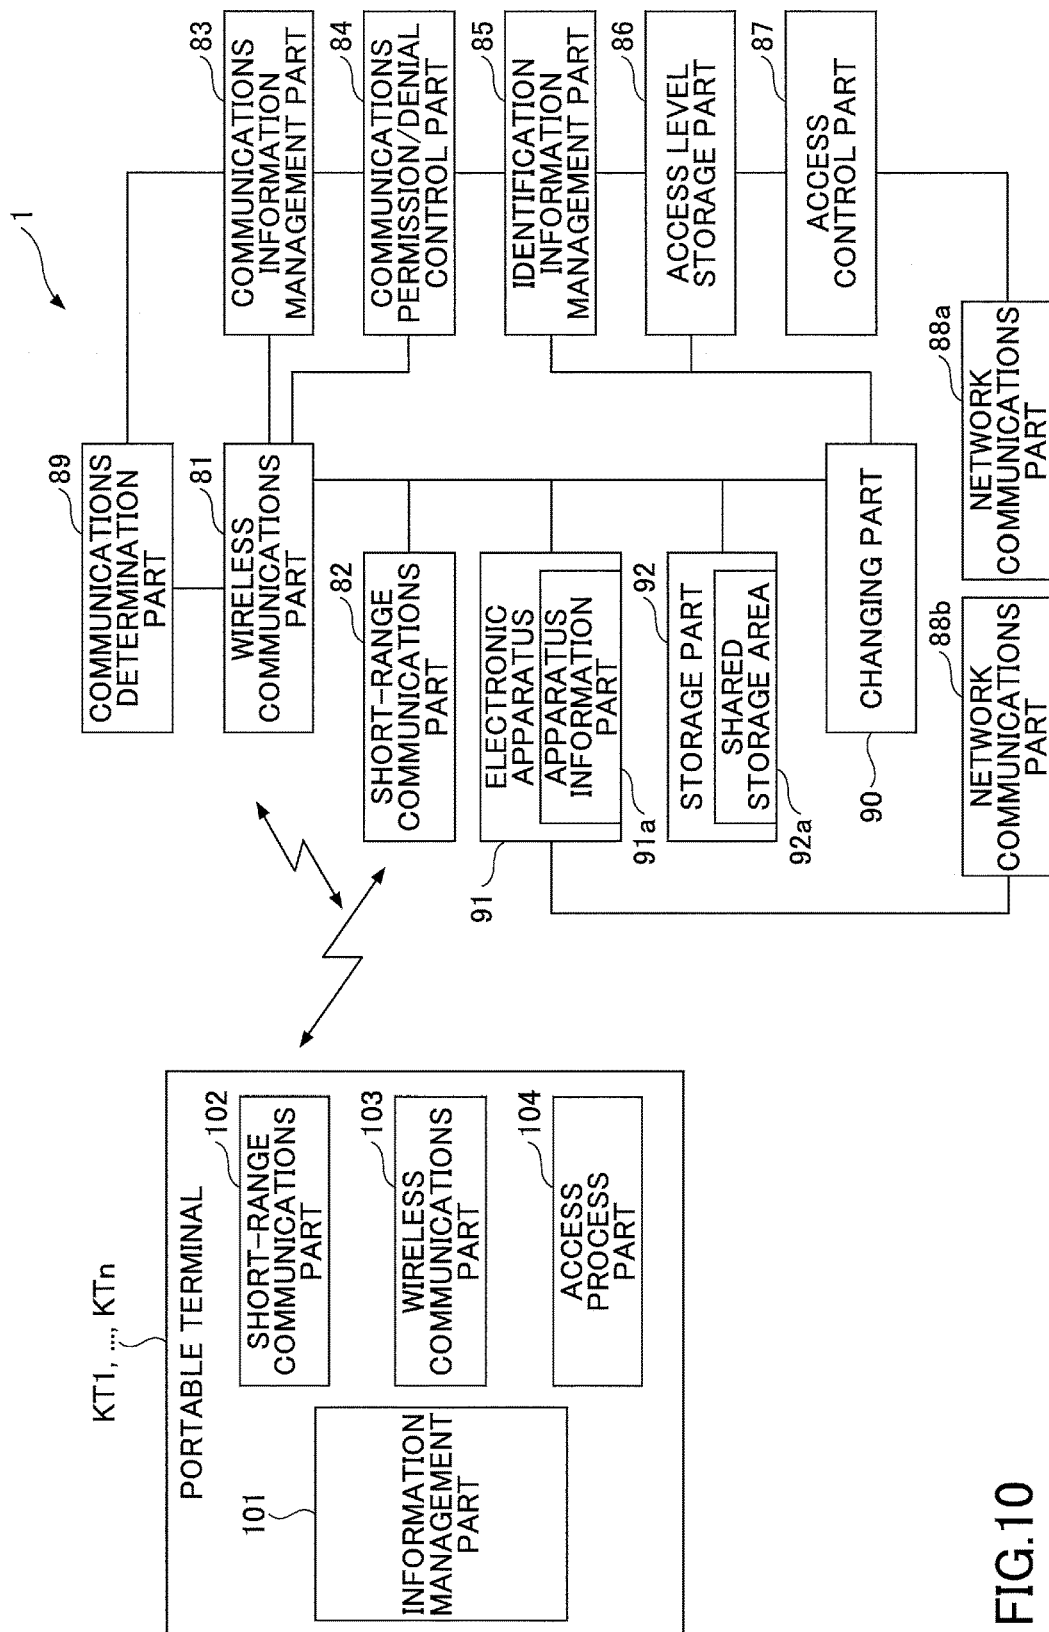 FIG.10
1
KT1, ..., KTn
PORTABLE TERMINAL
101
INFORMATION
MANAGEMENT
PART
102
SHORT-RANGE
COMMUNICATIONS
PART
103
WIRELESS
COMMUNICATIONS
PART
104
ACCESS
PROCESS
PART
89
COMMUNICATIONS
DETERMINATION
PART
81
WIRELESS
COMMUNICATIONS
PART
82
SHORT-RANGE
COMMUNICATIONS
PART
91
ELECTRONIC
APPARATUS
APPARATUS
INFORMATION
PART
91a
92
STORAGE PART
SHARED
STORAGE AREA
92a
CHANGING PART
90
88b
NETWORK
COMMUNICATIONS
PART
83
COMMUNICATIONS
INFORMATION
MANAGEMENT PART
84
COMMUNICATIONS
PERMISSION/DENIAL
CONTROL PART
85
IDENTIFICATION
INFORMATION
MANAGEMENT PART
86
ACCESS LEVEL
STORAGE PART
87
ACCESS
CONTROL PART
88a
NETWORK
COMMUNICATIONS
PART